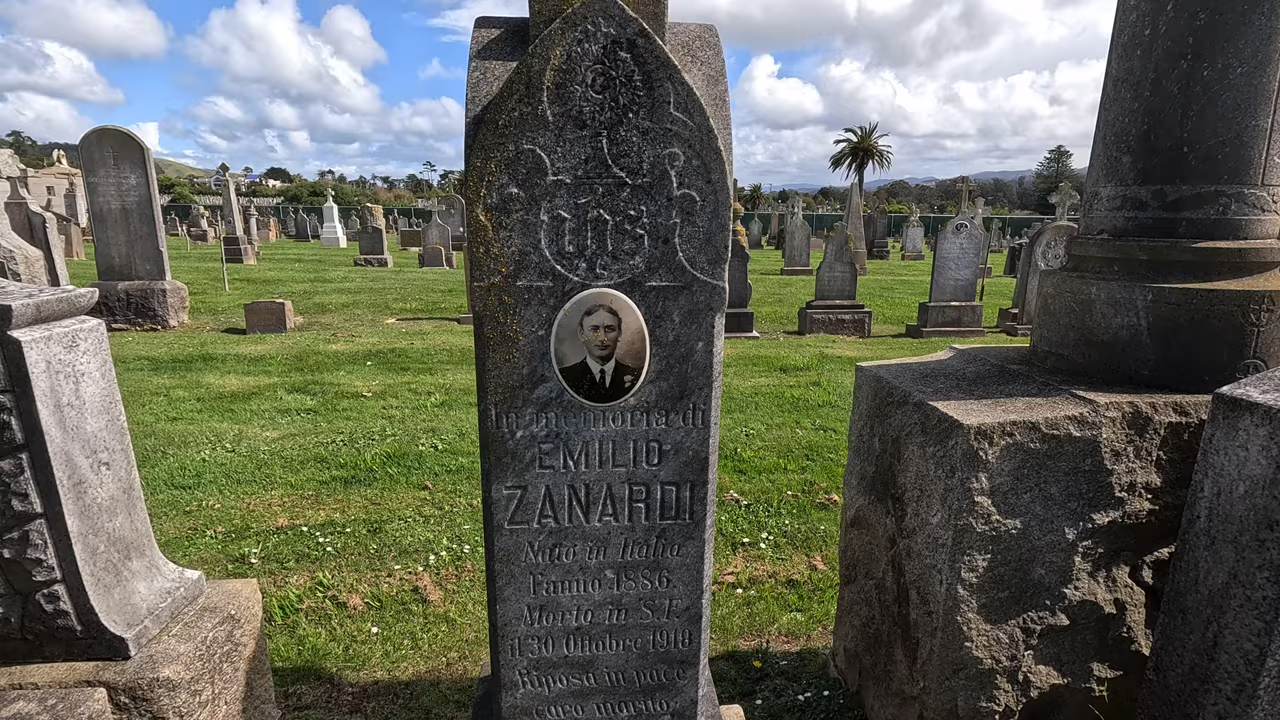 ihs
In memoria di
EMILIO
ZANARDI
Nato in Italia
l'anno 1886
Morto in S.F.
il 30 Ottobre 1918
Riposa in pace
caro marito